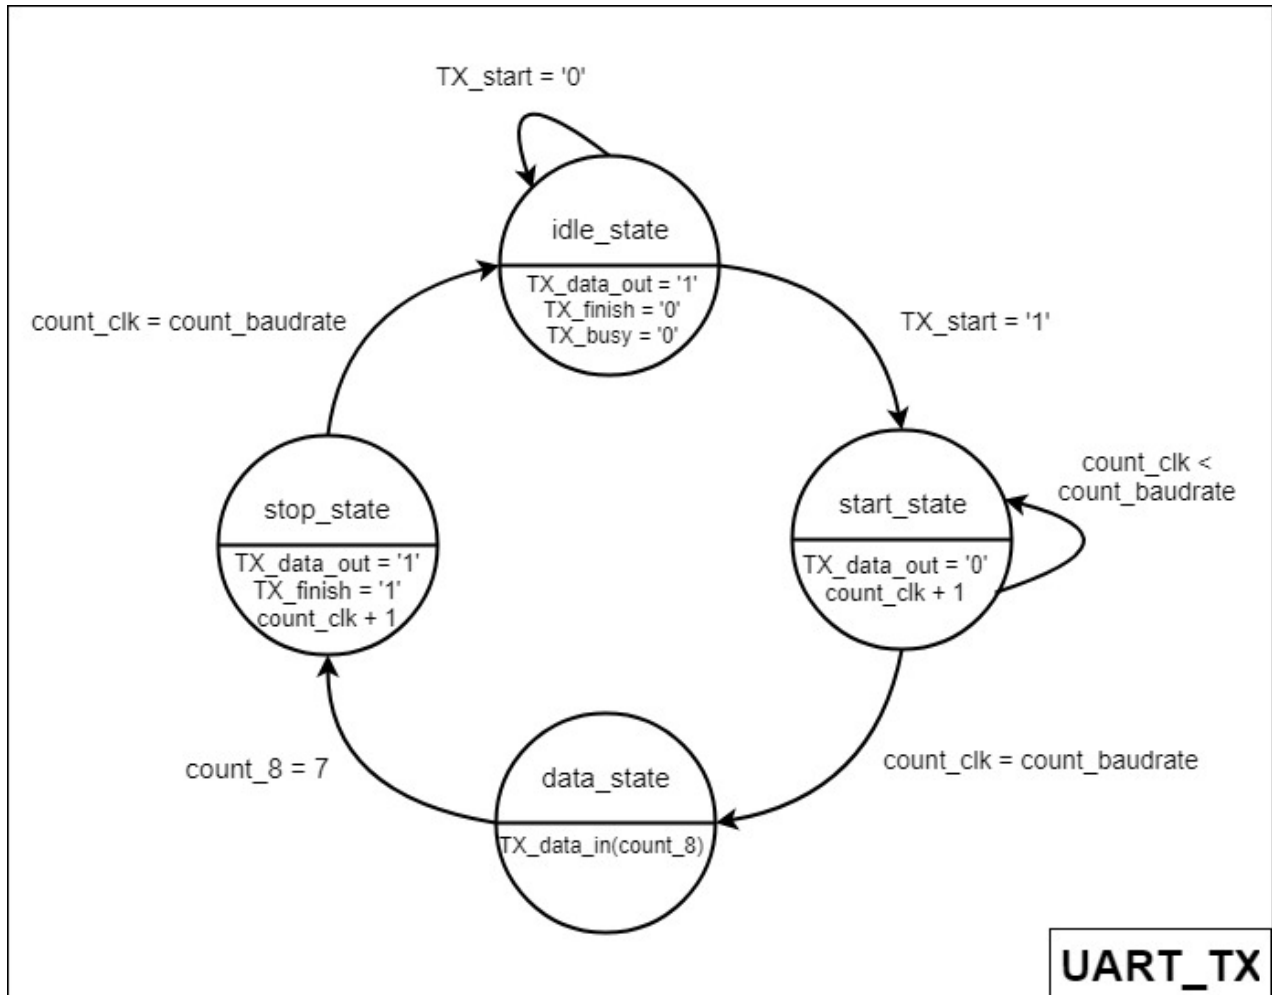 TX_start = '0'
idle_state
TX_data_out = '1'
TX_finish = '0'
TX_busy = '0'
count_clk = count_baudrate
TX_start = '1'
stop_state
TX_data_out = '1'
TX_finish = '1'
count_clk + 1
start_state
TX_data_out = '0'
count_clk + 1
count_clk <
count_baudrate
count_8 = 7
data_state
TX_data_in(count_8)
count_clk = count_baudrate
UART_TX